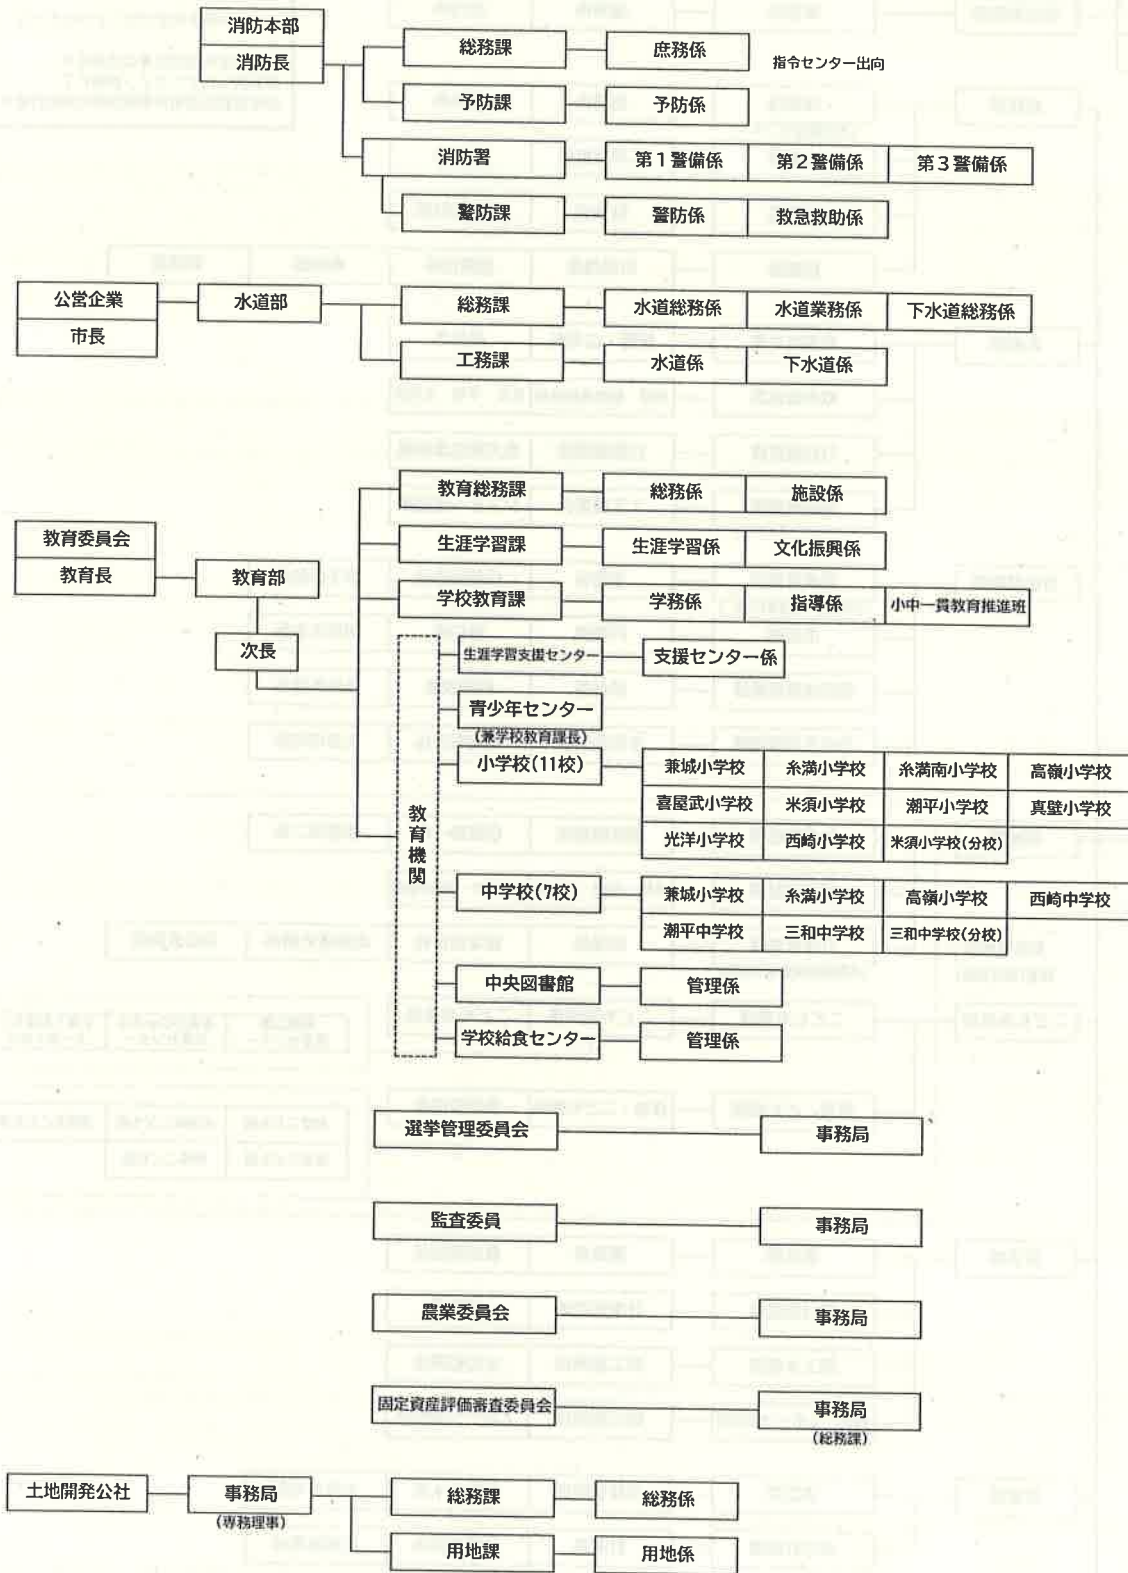 消防本部
消防長
総務課 庶務係 指令センター出向
予防課 予防係
消防署 第1警備係 第2警備係 第3警備係
警防課 警防係 救急救助係
公営企業 水道部 総務課 水道総務係 水道業務係 下水道総務係
市長
工務課 水道係 下水道係
教育総務課 総務係 施設係
教育委員会
教育長 教育部
生涯学習課 生涯学習係 文化振興係
学校教育課 学務係 指導係 小中一貫教育推進班
次長
教育機関
生涯学習支援センター 支援センター係
青少年センター
(兼学校教育課長)
小学校(11校) 兼城小学校 糸満小学校 糸満南小学校 高嶺小学校
喜屋武小学校 米須小学校 潮平小学校 真壁小学校
光洋小学校 西崎小学校 米須小学校(分校)
中学校(7校) 兼城小学校 糸満小学校 高嶺小学校 西崎中学校
潮平中学校 三和中学校 三和中学校(分校)
中央図書館 管理係
学校給食センター 管理係
選挙管理委員会 事務局
監査委員 事務局
農業委員会 事務局
固定資産評価審査委員会 事務局
(総務課)
土地開発公社 事務局 総務課 総務係
(専務理事)
用地課 用地係